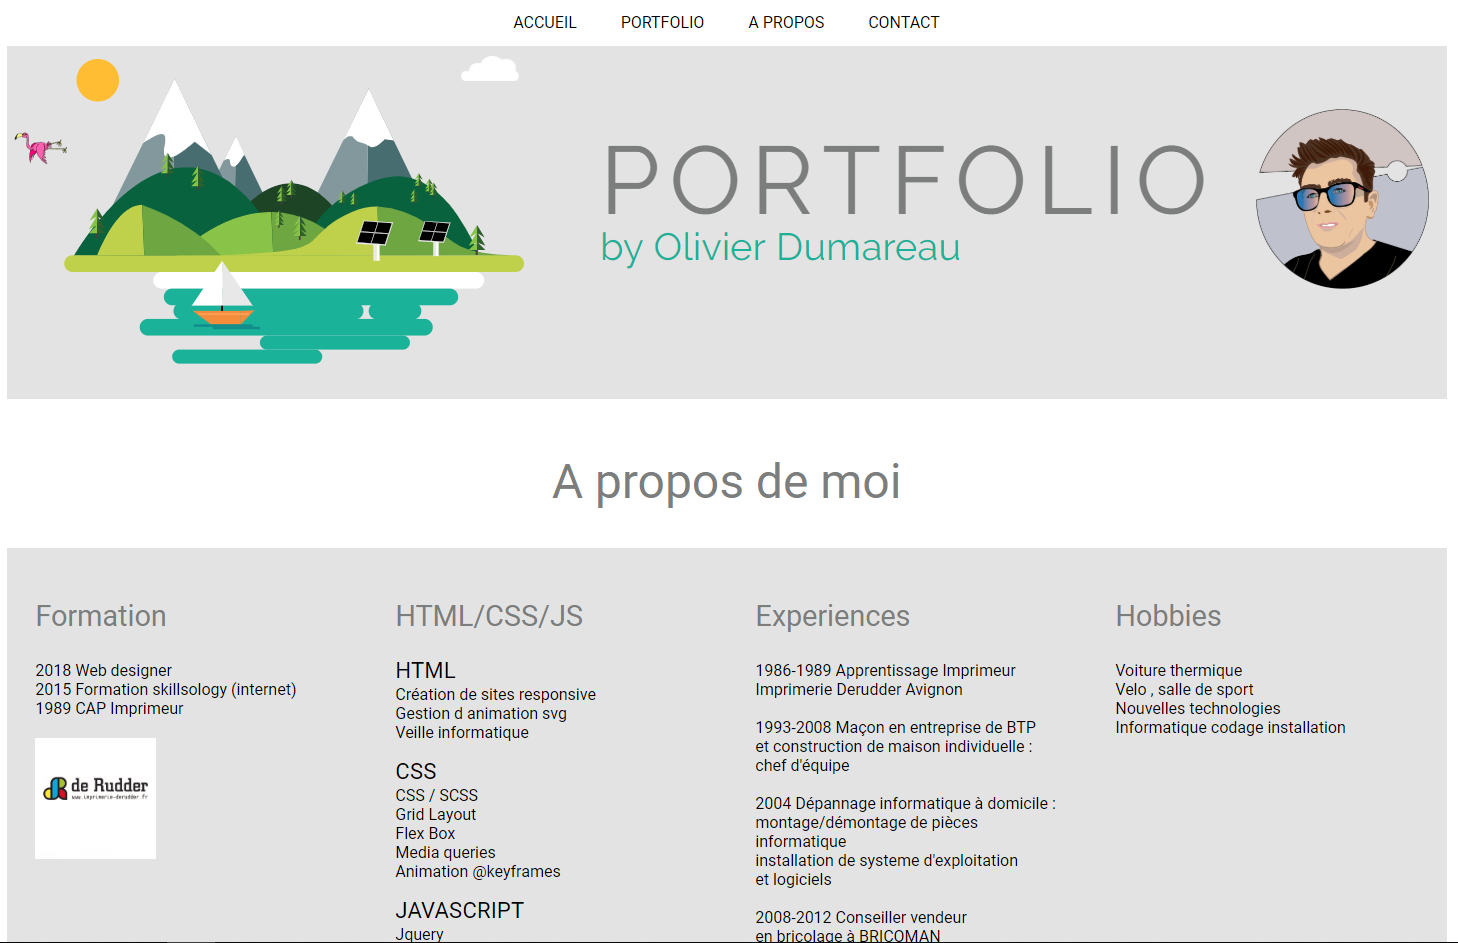 ACCUEIL PORTFOLIO A PROPOS CONTACT
PORTFOLIO
by Olivier Dumareau
A propos de moi
Formation
2018 Web designer
2015 Formation skillsology (internet)
1989 CAP Imprimeur
de Rudder
www.imprimerie-derudder.fr
HTML/CSS/JS
HTML
Création de sites responsive
Gestion d animation svg
Veille informatique
CSS
CSS / SCSS
Grid Layout
Flex Box
Media queries
Animation @keyframes
JAVASCRIPT
Jquery
Experiences
1986-1989 Apprentissage Imprimeur
Imprimerie Derudder Avignon
1993-2008 Maçon en entreprise de BTP
et construction de maison individuelle :
chef d'équipe
2004 Dépannage informatique à domicile :
montage/démontage de pièces
informatique
installation de systeme d'exploitation
et logiciels
2008-2012 Conseiller vendeur
en bricolage à BRICOMAN
Hobbies
Voiture thermique
Velo , salle de sport
Nouvelles technologies
Informatique codage installation